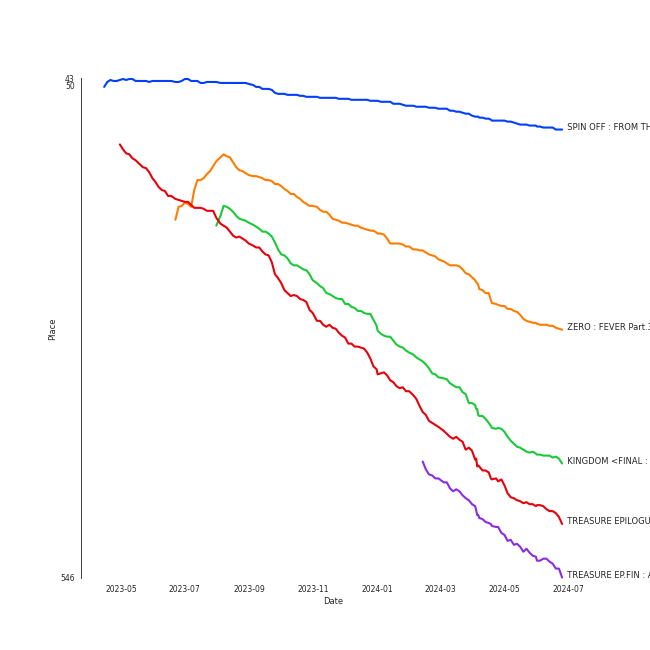 43
50
SPIN OFF : FROM TH
ZERO : FEVER Part.3
Place
KINGDOM <FINAL :
TREASURE EPILOGU
546
TREASURE EP.FIN : A
2023-05 2023-07 2023-09 2023-11 2024-01 2024-03 2024-05 2024-07
Date